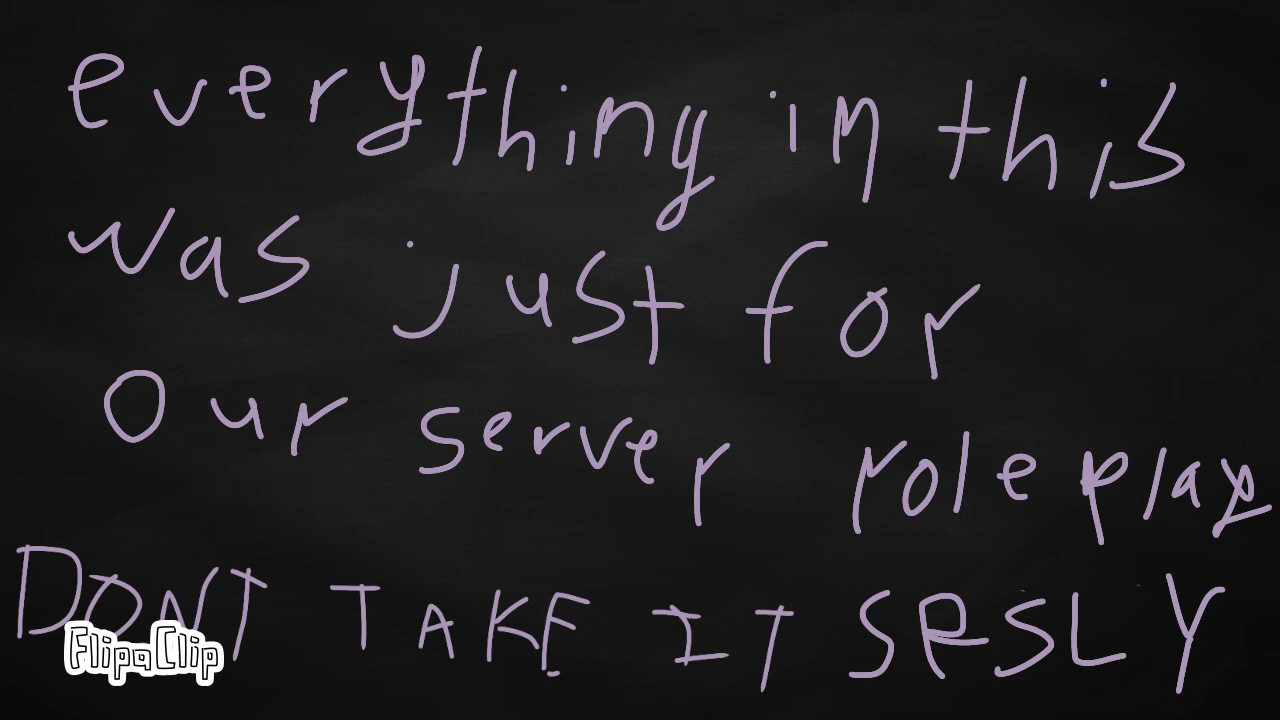 everything in this
was just for
our server roleplay
DONT TAKE IT SRSLY
FlipaClip